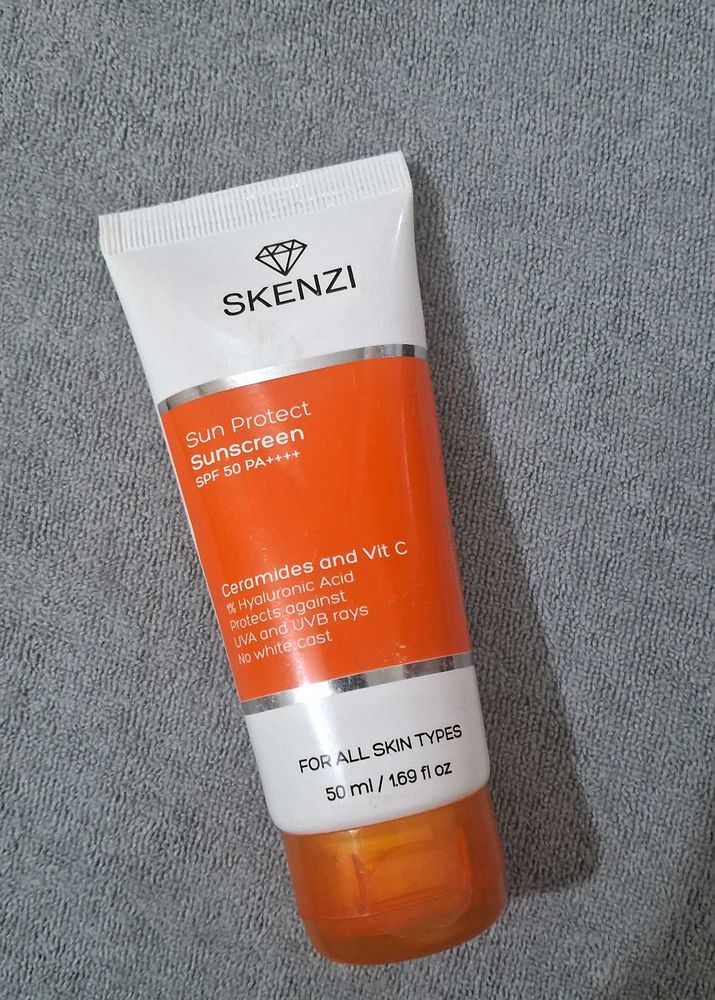 SKENZI
Sun Protect
Sunscreen
SPF 50 PA++++
Ceramides and Vit C
1% Hyaluronic Acid
Protects against
UVA and UVB rays
No white cast
FOR ALL SKIN TYPES
50 ml / 1.69 fl oz